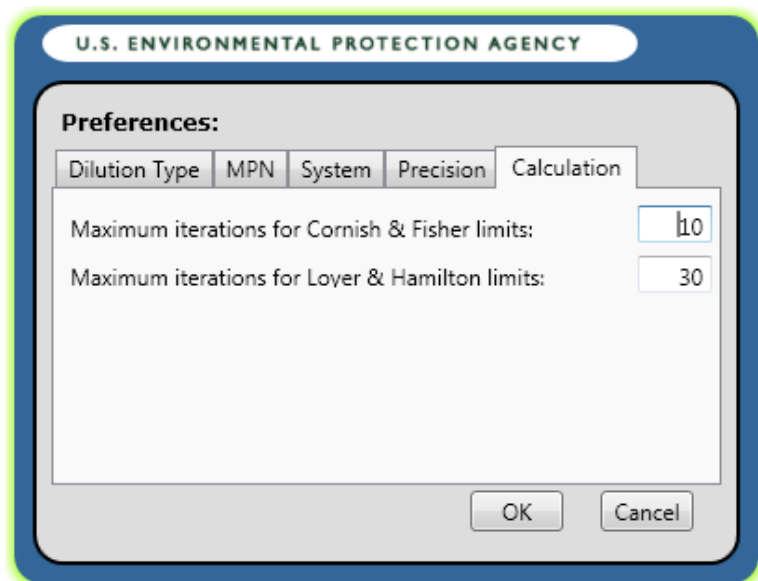 U.S. ENVIRONMENTAL PROTECTION AGENCY
Preferences:
Dilution Type MPN System Precision Calculation
Maximum iterations for Cornish & Fisher limits: 10
Maximum iterations for Loyer & Hamilton limits: 30
OK Cancel